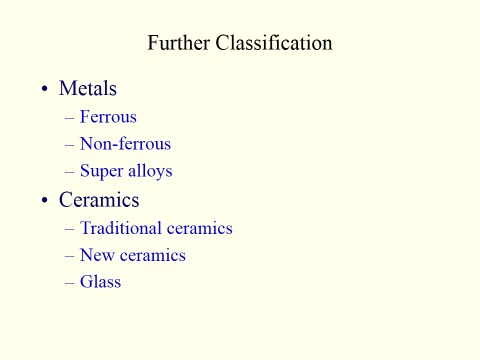 Further Classification
• Metals
– Ferrous
– Non-ferrous
– Super alloys
• Ceramics
– Traditional ceramics
– New ceramics
– Glass